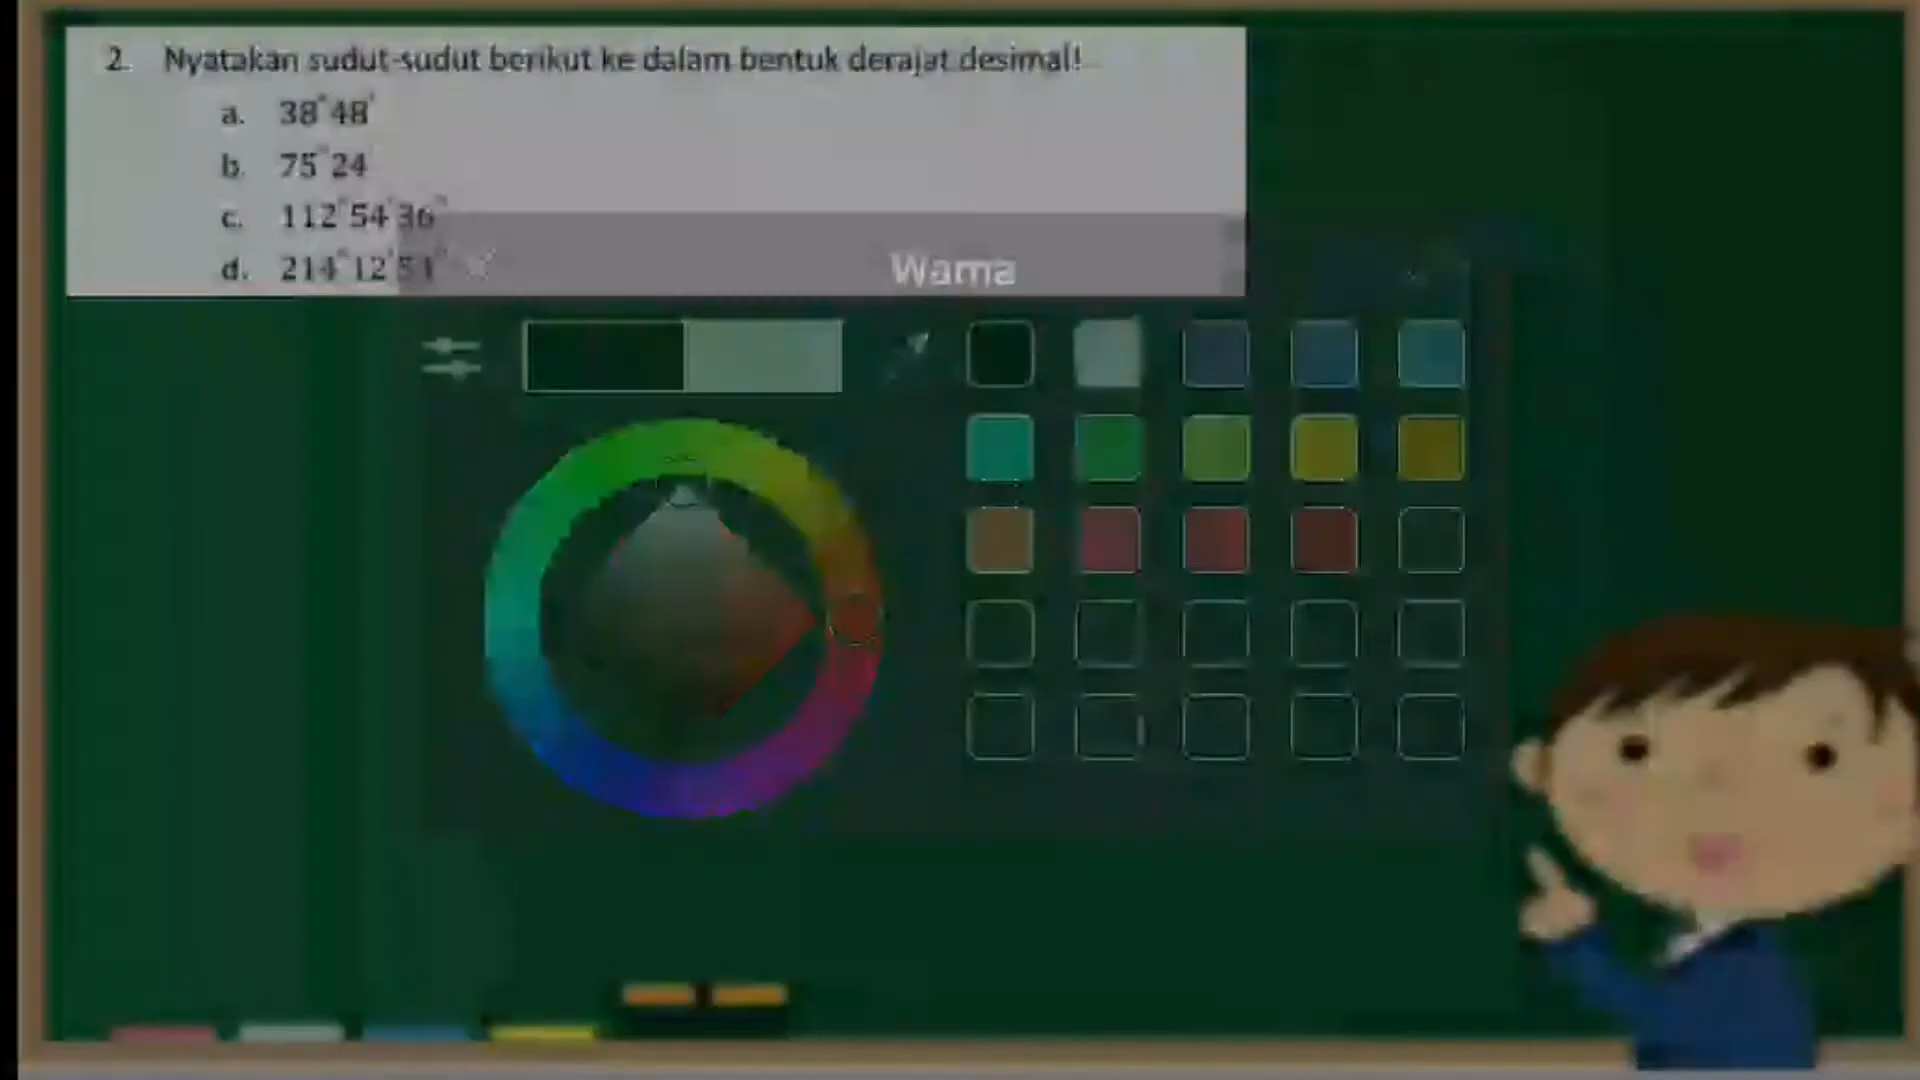 2. Nyatakan sudut-sudut berikut ke dalam bentuk derajat desimal!
a. 38°48'
b. 75°24'
c. 112°54'36"
d. 214°12'51"
Warna